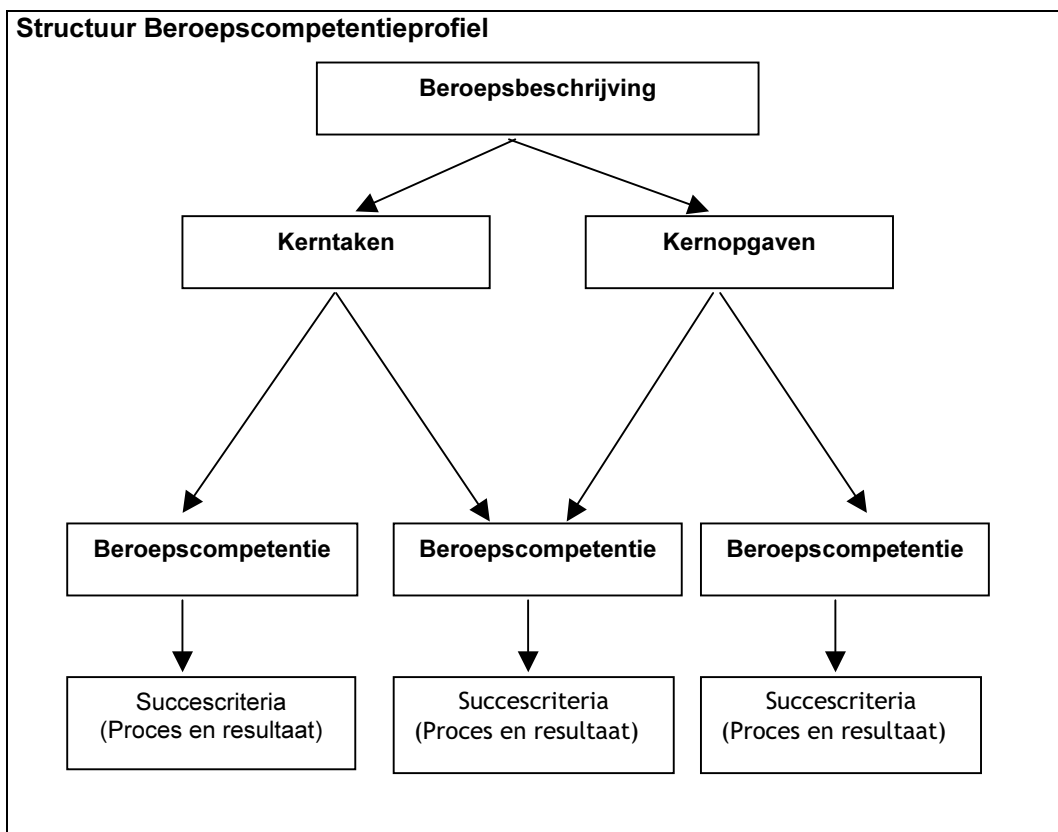 Structuur Beroepscompetentieprofiel
Beroepsbeschrijving
Kerntaken
Kernopgaven
Beroepscompetentie
Beroepscompetentie
Beroepscompetentie
Succescriteria
(Proces en resultaat)
Succescriteria
(Proces en resultaat)
Succescriteria
(Proces en resultaat)